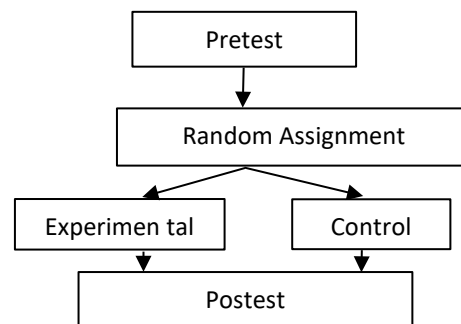 Pretest
Random Assignment
Experimen tal
Control
Postest